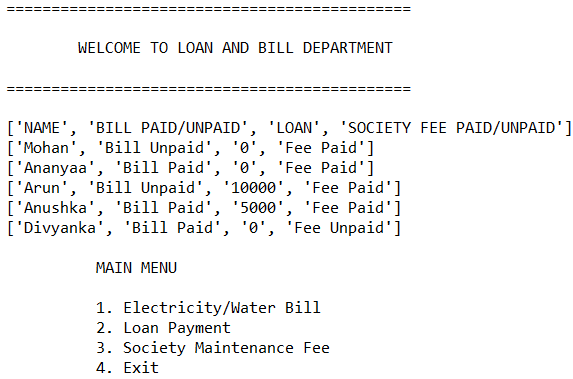 =============================================
WELCOME TO LOAN AND BILL DEPARTMENT
=============================================
['NAME', 'BILL PAID/UNPAID', 'LOAN', 'SOCIETY FEE PAID/UNPAID']
['Mohan', 'Bill Unpaid', '0', 'Fee Paid']
['Ananyaa', 'Bill Paid', '0', 'Fee Paid']
['Arun', 'Bill Unpaid', '10000', 'Fee Paid']
['Anushka', 'Bill Paid', '5000', 'Fee Paid']
['Divyanka', 'Bill Paid', '0', 'Fee Unpaid']
MAIN MENU
1. Electricity/Water Bill
2. Loan Payment
3. Society Maintenance Fee
4. Exit